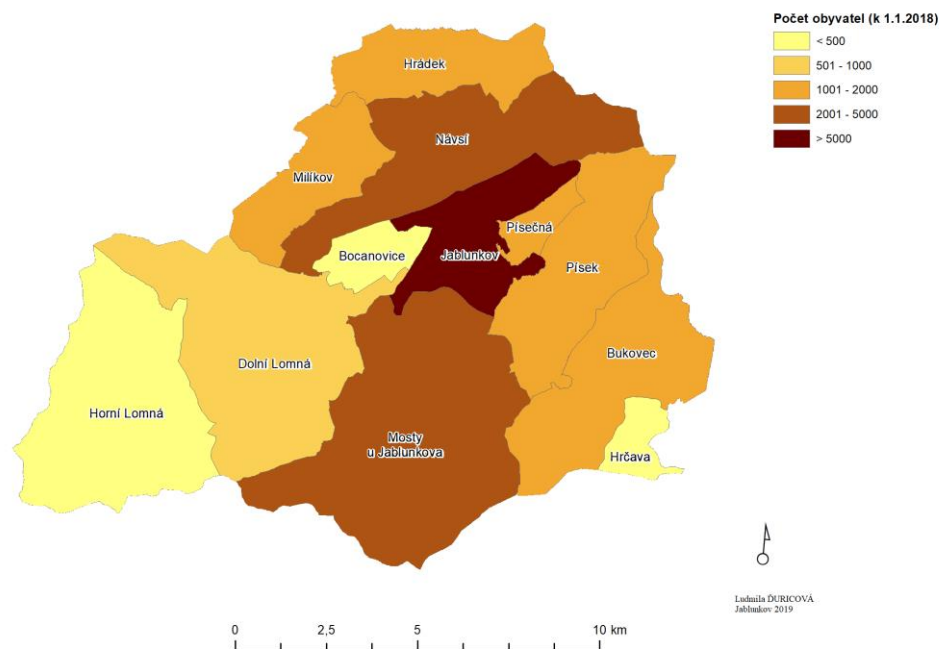 Počet obyvatel (k 1.1.2018)
< 500
501 - 1000
1001 - 2000
2001 - 5000
> 5000
Hrádek
Návsí
Milíkov
Písečná
Bocanovice
Jablunkov
Písek
Bukovec
Dolní Lomná
Horní Lomná
Mosty
u Jablunkova
Hrčava
Ludmila ĎURICOVÁ
Jablunkov 2019
0 2,5 5 10 km